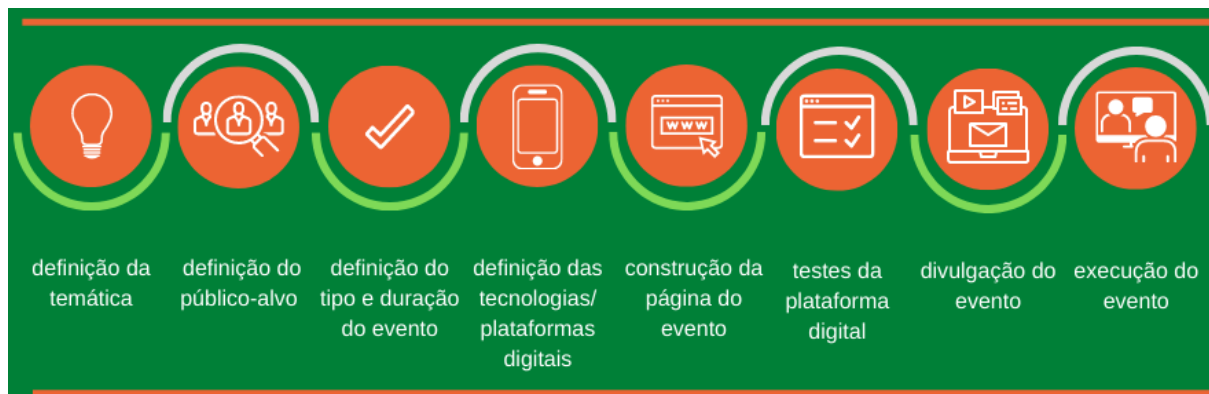 www
definição da
temática
definição do
público-alvo
definição do
tipo e duração
do evento
definição das
tecnologias/
plataformas
digitais
construção da
página do
evento
testes da
plataforma
digital
divulgação do
evento
execução do
evento